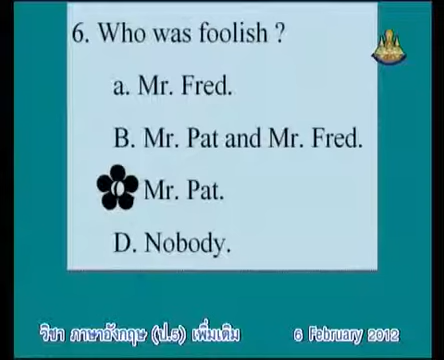 6. Who was foolish ?
a. Mr. Fred.
B. Mr. Pat and Mr. Fred.
Mr. Pat.
D. Nobody.
วิชา ภาษาอังกฤษ (ป.5) เพิ่มเติม
6 February 2012